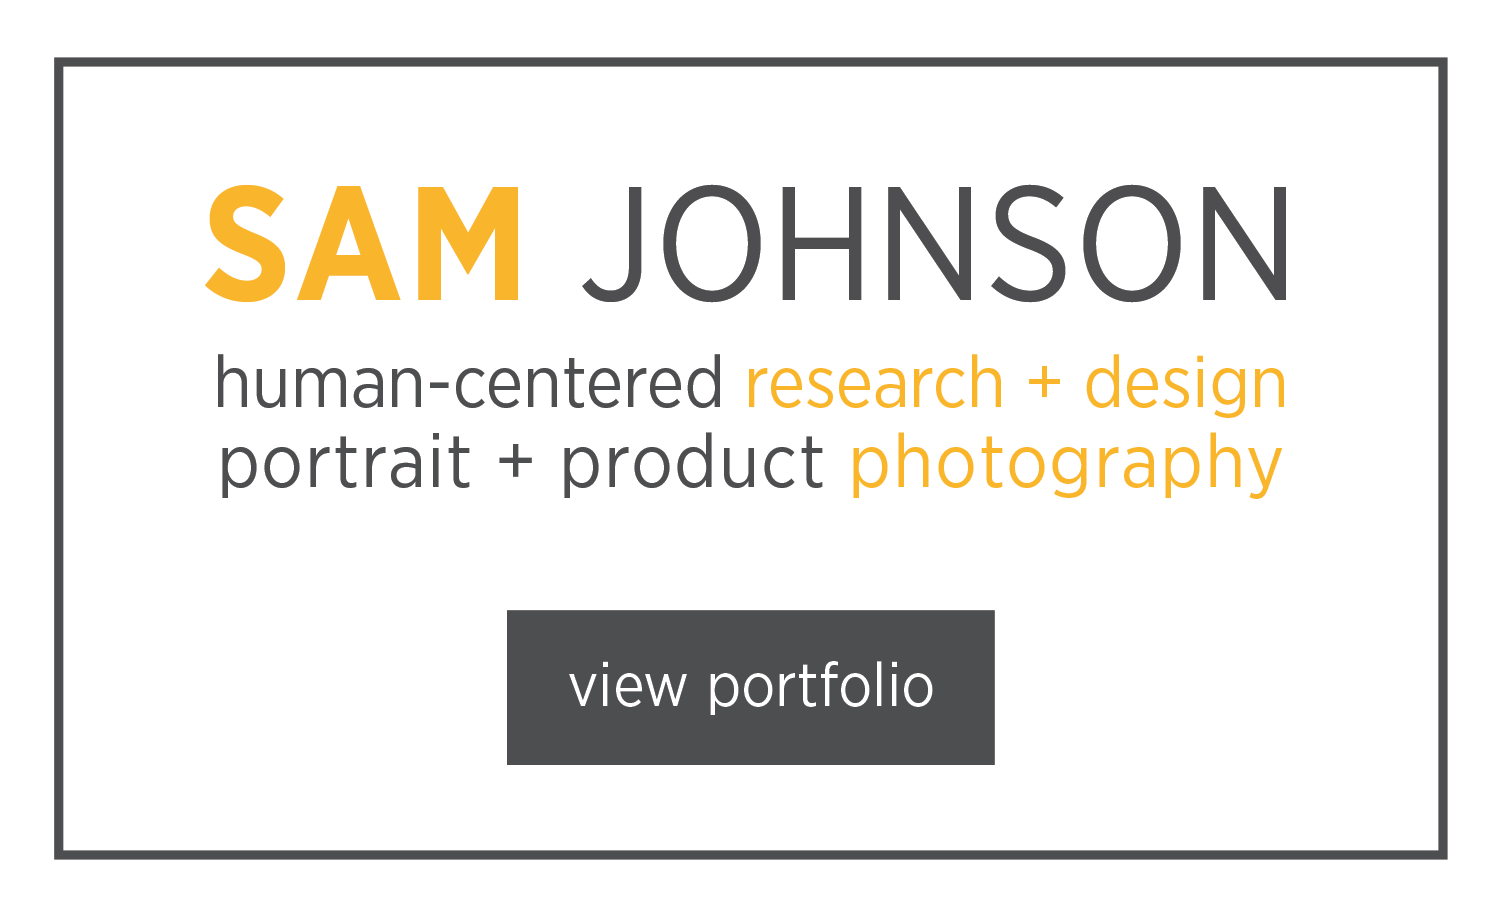 SAM JOHNSON
human-centered research + design
portrait + product photography
view portfolio